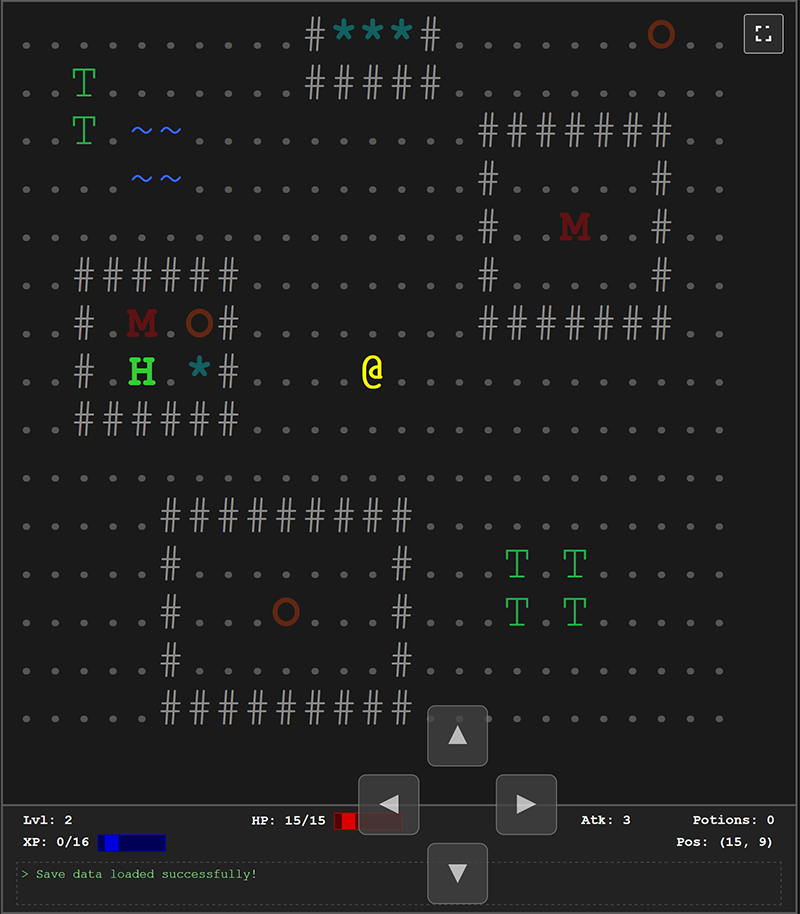 ..........#***#.......O..
..T.......#####..........
..T.~~..........#######..
....~~..........#.....#..
................#..M..#..
..######........#.....#..
..#.M.O#........#######..
..#.H.*#....@............
..######.................
.........................
.....#########...........
.....#.......#...T.T.....
.....#...O...#...T.T.....
.....#.......#...........
.....#########...........
Lvl: 2 HP: 15/15 Atk: 3 Potions: 0
XP: 0/16 Pos: (15, 9)
> Save data loaded successfully!